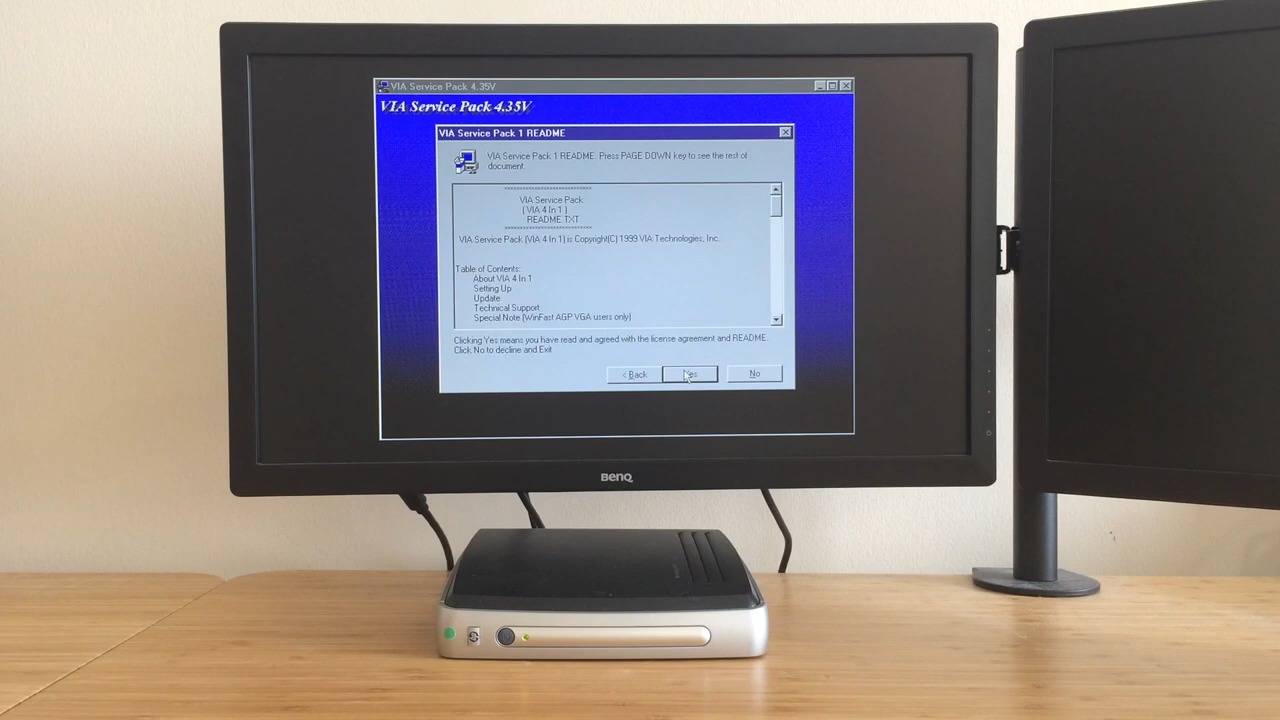 VIA Service Pack 4.35V
VIA Service Pack 4.35V
VIA Service Pack 1 README
VIA Service Pack 1 README. Press PAGE DOWN key to see the rest of
document.
VIA Service Pack
( VIA 4 In 1 )
README.TXT
VIA Service Pack (VIA 4 In 1) is Copyright(C) 1999 VIA Technologies, Inc.
Table of Contents:
About VIA 4 In 1
Setting Up
Update
Technical Support
Special Note (WinFast AGP VGA users only)
Clicking Yes means you have read and agreed with the license agreement and README.
Click No to decline and Exit
< Back
Yes
No
BenQ